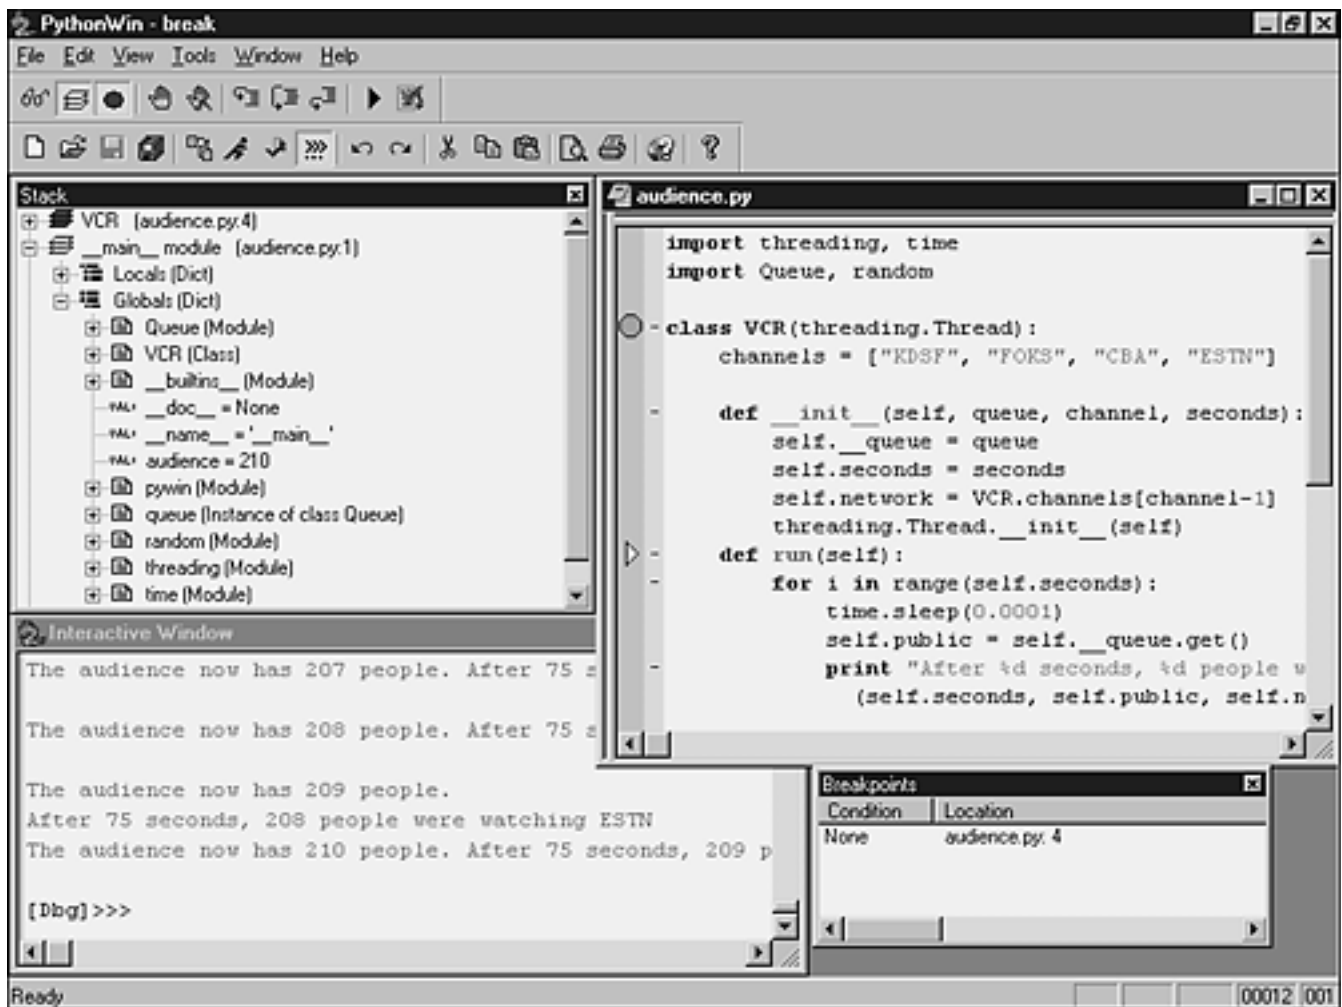 PythonWin - break
File Edit View Tools Window Help
Stack
VCR (audience.py:4)
__main__ module (audience.py:1)
Locals (Dict)
Globals (Dict)
Queue (Module)
VCR (Class)
__builtins__ (Module)
VAL: __doc__ = None
VAL: __name__ = '__main__'
VAL: audience = 210
pywin (Module)
queue (Instance of class Queue)
random (Module)
threading (Module)
time (Module)
audience.py
import threading, time
import Queue, random
class VCR(threading.Thread):
channels = ["KDSF", "FOKS", "CBA", "ESTN"]
def __init__(self, queue, channel, seconds):
self.__queue = queue
self.seconds = seconds
self.network = VCR.channels[channel-1]
threading.Thread.__init__(self)
def run(self):
for i in range(self.seconds):
time.sleep(0.0001)
self.public = self.__queue.get()
print "After %d seconds, %d people w
(self.seconds, self.public, self.n
Interactive Window
The audience now has 207 people. After 75 s
The audience now has 208 people. After 75 s
The audience now has 209 people.
After 75 seconds, 208 people were watching ESTN
The audience now has 210 people. After 75 seconds, 209 p
[Dbg]>>>
Breakpoints
Condition Location
None audience.py: 4
Ready
00012 001